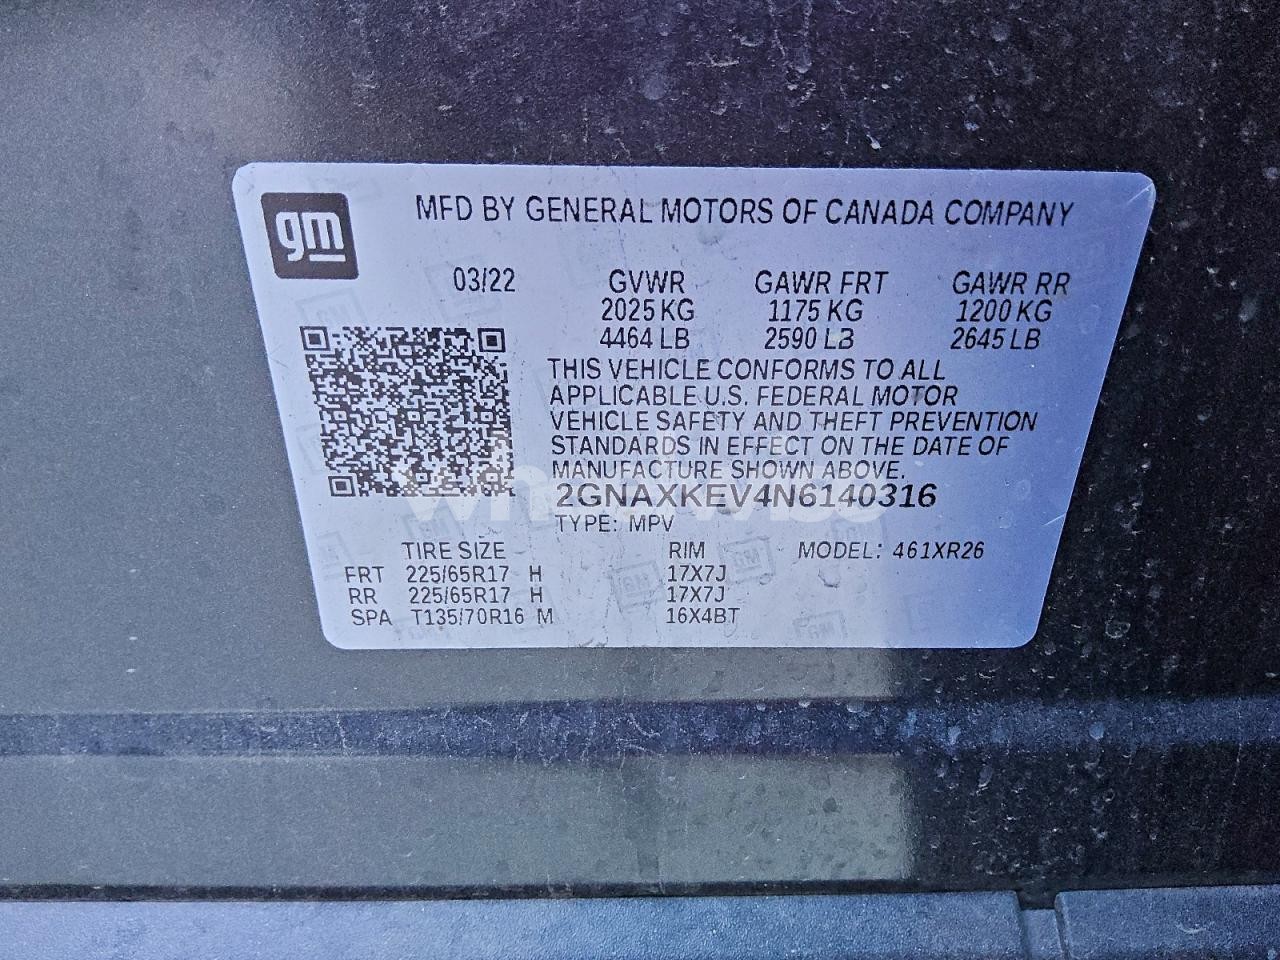 gm
MFD BY GENERAL MOTORS OF CANADA COMPANY
03/22 GVWR GAWR FRT GAWR RR
2025 KG 1175 KG 1200 KG
4464 LB 2590 LB 2645 LB
THIS VEHICLE CONFORMS TO ALL
APPLICABLE U.S. FEDERAL MOTOR
VEHICLE SAFETY AND THEFT PREVENTION
STANDARDS IN EFFECT ON THE DATE OF
MANUFACTURE SHOWN ABOVE.
2GNAXKEV4N6140316
TYPE: MPV
TIRE SIZE RIM MODEL: 461XR26
FRT 225/65R17 H 17X7J
RR 225/65R17 H 17X7J
SPA T135/70R16 M 16X4BT